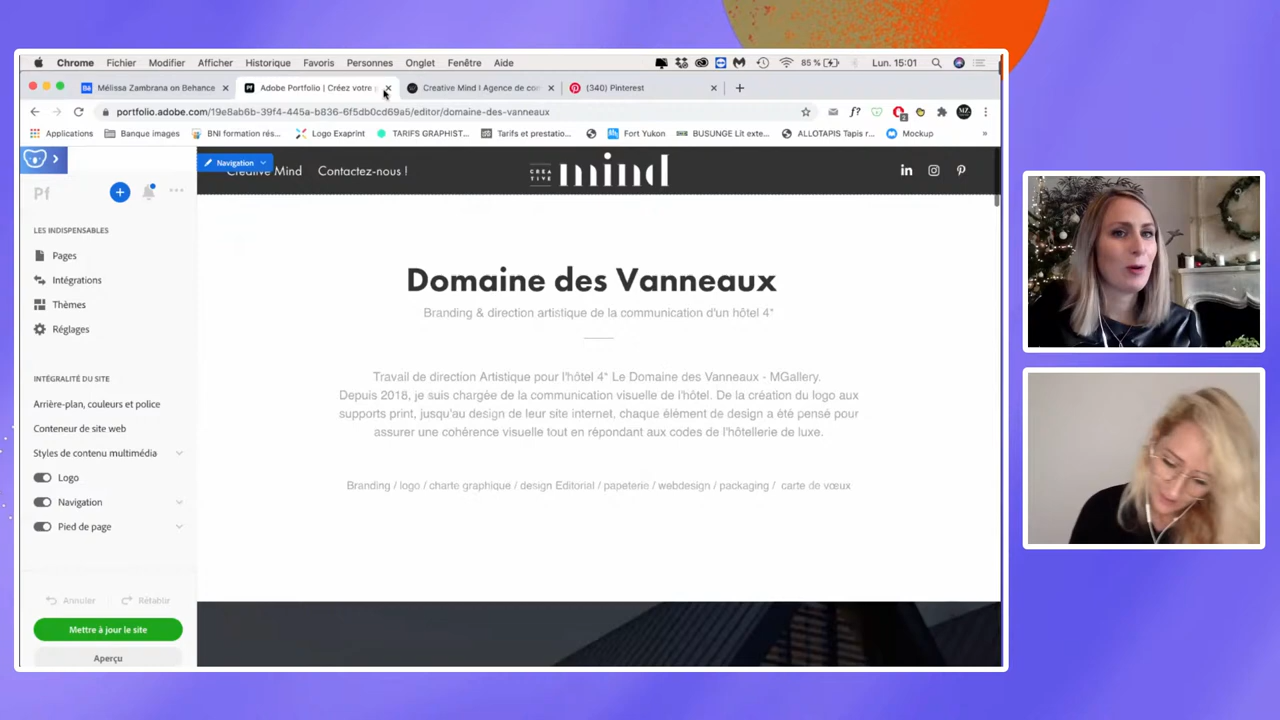 Chrome Fichier Modifier Afficher Historique Favoris Personnes Onglet Fenêtre Aide 85 % Lun. 15:01
Mélissa Zambrana on Behance
Adobe Portfolio | Créez votre
Creative Mind I Agence de con
(340) Pinterest
portfolio.adobe.com/19e8ab6b-39f4-445a-b836-6f5db0cd69a5/editor/domaine-des-vanneaux
Applications Banque images BNI formation rés... Logo Exaprint TARIFS GRAPHIST... Tarifs et prestatio... Fort Yukon BUSUNGE Lit exte... ALLOTAPIS Tapis r... Mockup »
Navigation
Creative Mind Contactez-nous !
CREATIVE mind
Pf
LES INDISPENSABLES
Pages
Intégrations
Thèmes
Réglages
INTÉGRALITÉ DU SITE
Arrière-plan, couleurs et police
Conteneur de site web
Styles de contenu multimédia
Logo
Navigation
Pied de page
Annuler Rétablir
Mettre à jour le site
Aperçu
Domaine des Vanneaux
Branding & direction artistique de la communication d'un hôtel 4*
Travail de direction Artistique pour l'hôtel 4* Le Domaine des Vanneaux - MGallery.
Depuis 2018, je suis chargée de la communication visuelle de l'hôtel. De la création du logo aux
supports print, jusqu'au design de leur site internet, chaque élément de design a été pensé pour
assurer une cohérence visuelle tout en répondant aux codes de l'hôtellerie de luxe.
Branding / logo / charte graphique / design Editorial / papeterie / webdesign / packaging / carte de vœux